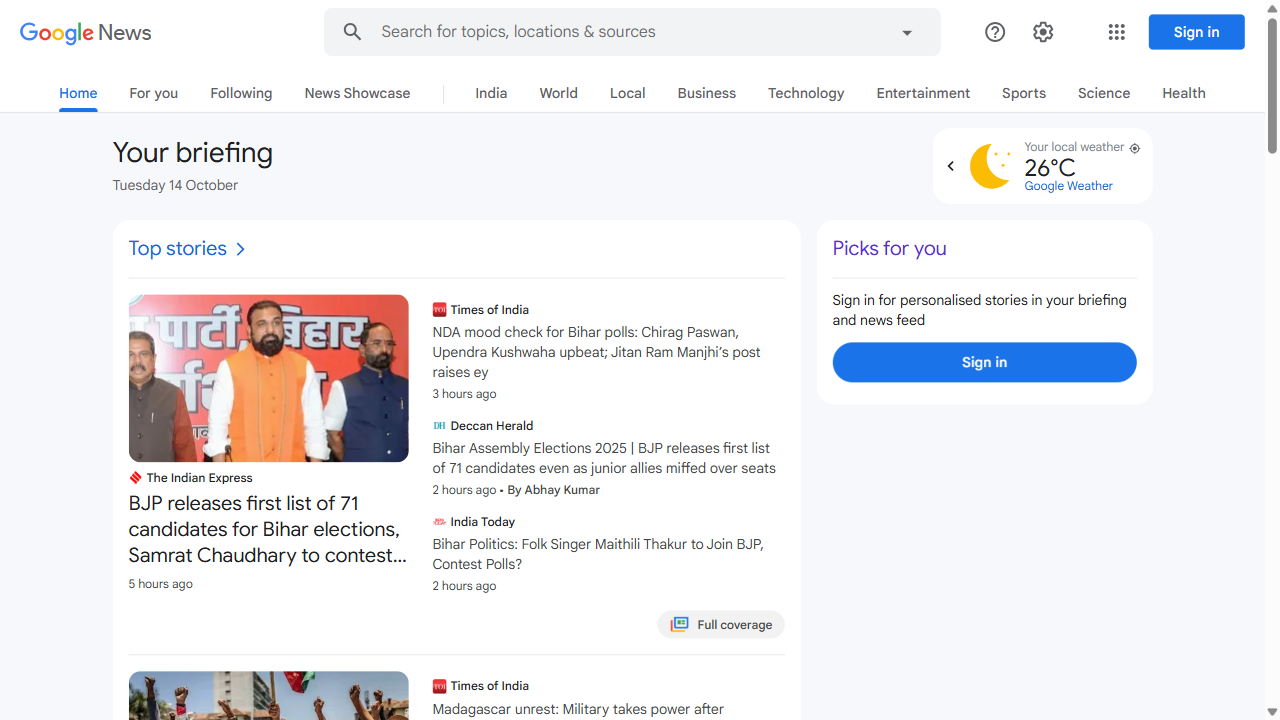 Google News
Search for topics, locations & sources
Sign in
Home
For you
Following
News Showcase
India
World
Local
Business
Technology
Entertainment
Sports
Science
Health
Your briefing
Tuesday 14 October
Your local weather
26°C
Google Weather
Top stories
पार्टी, बिहार
The Indian Express
BJP releases first list of 71
candidates for Bihar elections,
Samrat Chaudhary to contest...
5 hours ago
Times of India
NDA mood check for Bihar polls: Chirag Paswan,
Upendra Kushwaha upbeat; Jitan Ram Manjhi’s post
raises ey
3 hours ago
DH Deccan Herald
Bihar Assembly Elections 2025 | BJP releases first list
of 71 candidates even as junior allies miffed over seats
2 hours ago • By Abhay Kumar
India Today
Bihar Politics: Folk Singer Maithili Thakur to Join BJP,
Contest Polls?
2 hours ago
Full coverage
Times of India
Madagascar unrest: Military takes power after
Picks for you
Sign in for personalised stories in your briefing
and news feed
Sign in